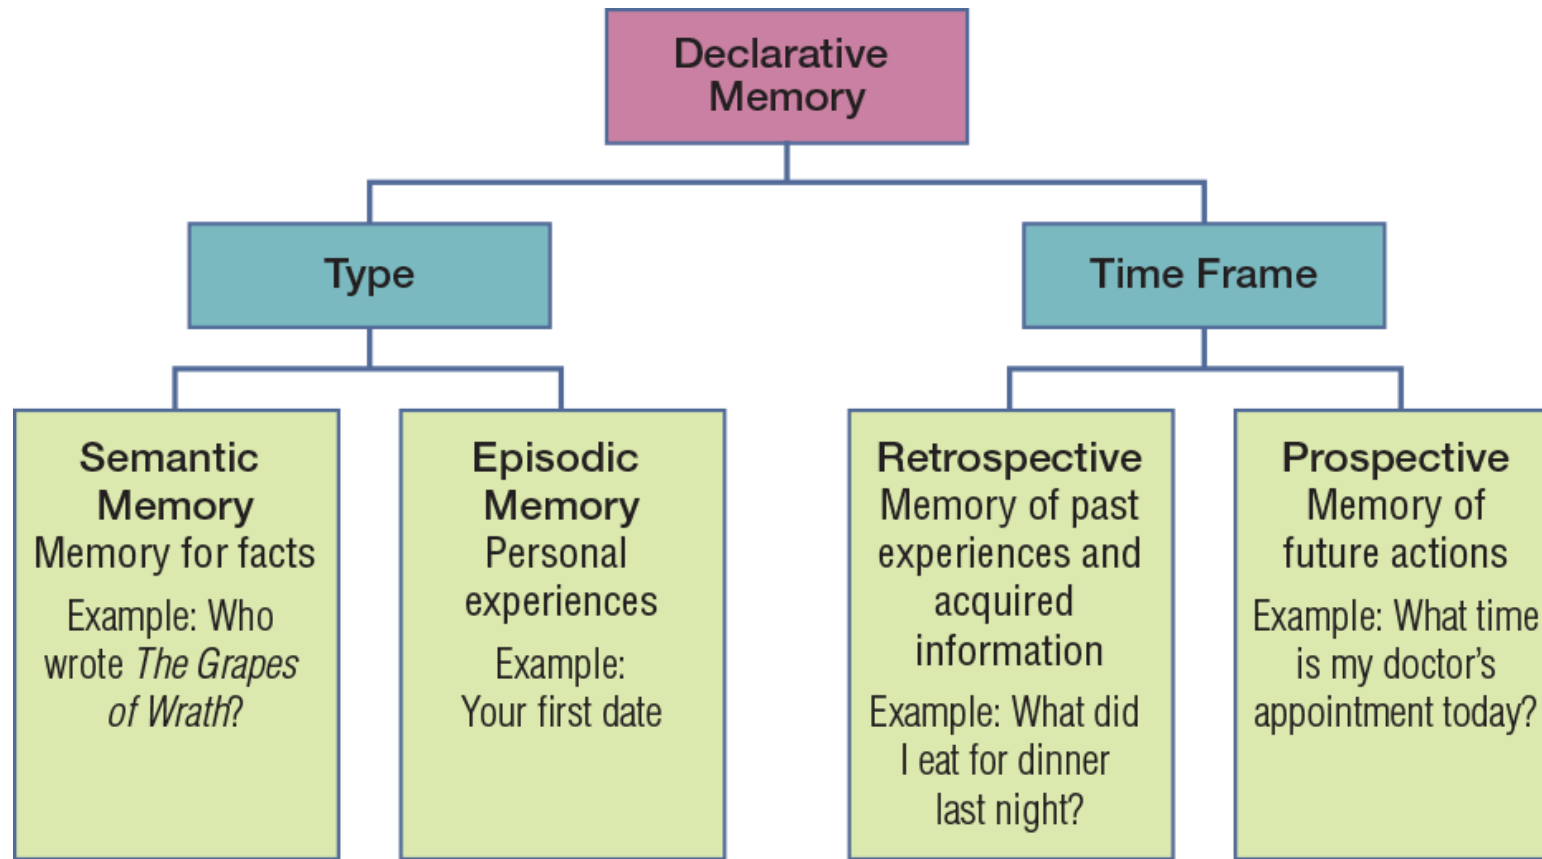 Declarative
Memory
Type
Time Frame
Semantic
Memory
Memory for facts
Example: Who
wrote The Grapes
of Wrath?
Episodic
Memory
Personal
experiences
Example:
Your first date
Retrospective
Memory of past
experiences and
acquired
information
Example: What did
I eat for dinner
last night?
Prospective
Memory of
future actions
Example: What time
is my doctor’s
appointment today?